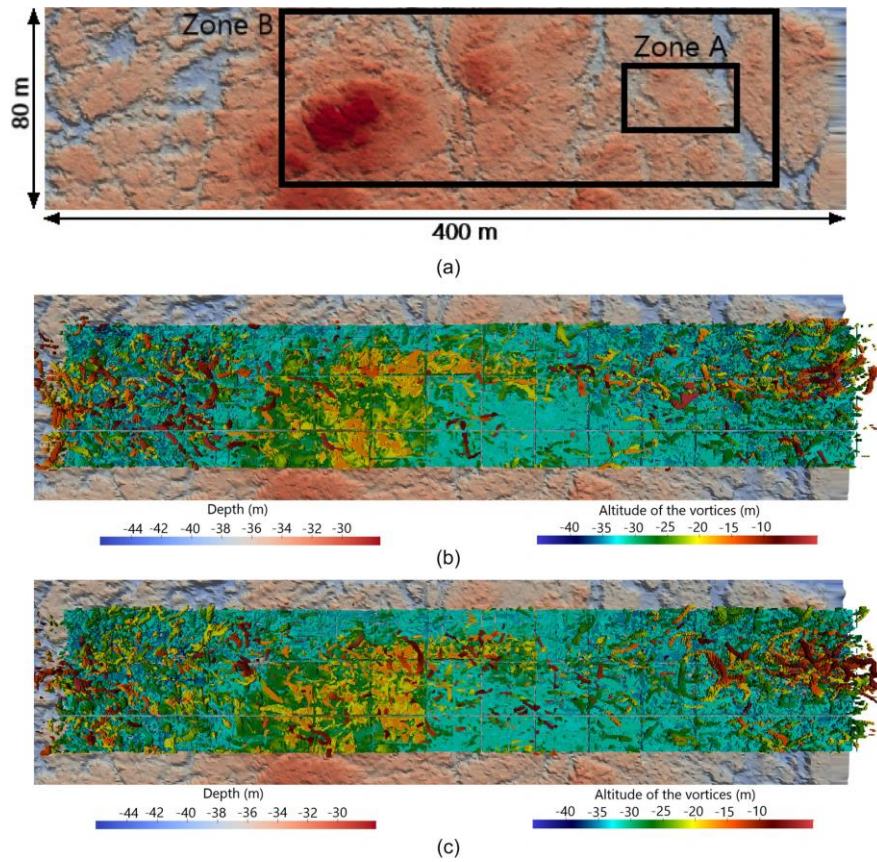 Zone B
Zone A
80 m
400 m
(a)
Depth (m)
-44 -42 -40 -38 -36 -34 -32 -30
Altitude of the vortices (m)
-40 -35 -30 -25 -20 -15 -10
(b)
Depth (m)
-44 -42 -40 -38 -36 -34 -32 -30
Altitude of the vortices (m)
-40 -35 -30 -25 -20 -15 -10
(c)